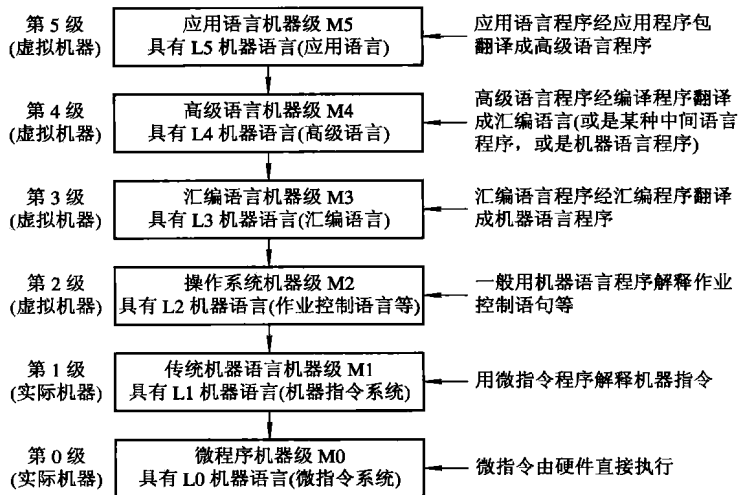 第 5 级
(虚拟机器)
应用语言机器级 M5
具有 L5 机器语言(应用语言)
应用语言程序经应用程序包
翻译成高级语言程序
第 4 级
(虚拟机器)
高级语言机器级 M4
具有 L4 机器语言(高级语言)
高级语言程序经编译程序翻译
成汇编语言(或是某种中间语言
程序，或是机器语言程序)
第 3 级
(虚拟机器)
汇编语言机器级 M3
具有 L3 机器语言(汇编语言)
汇编语言程序经汇编程序翻译
成机器语言程序
第 2 级
(虚拟机器)
操作系统机器级 M2
具有 L2 机器语言(作业控制语言等)
一般用机器语言程序解释作业
控制语句等
第 1 级
(实际机器)
传统机器语言机器级 M1
具有 L1 机器语言(机器指令系统)
用微指令程序解释机器指令
第 0 级
(实际机器)
微程序机器级 M0
具有 L0 机器语言(微指令系统)
微指令由硬件直接执行